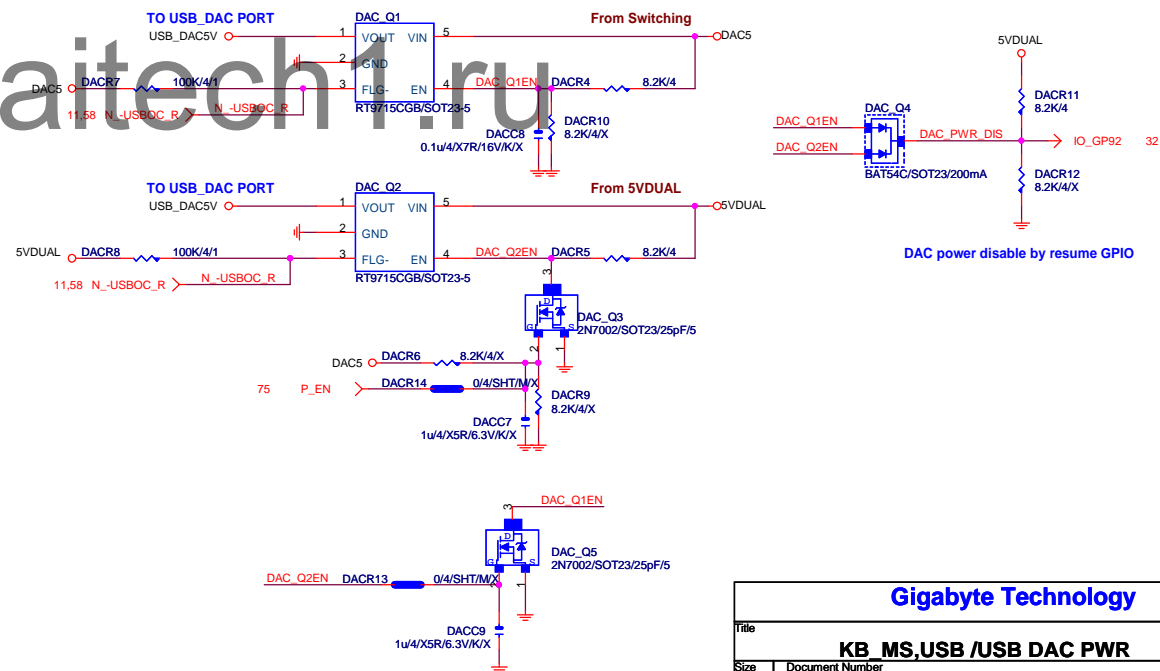 TO USB_DAC PORT
USB_DAC5V
DAC_Q1
1 VOUT VIN 5
2 GND
3 FLG- EN 4
RT9715CGB/SOT23-5
From Switching
DAC5
aitech1.ru
DAC5 DACR7 100K/4/1
11,58 N_-USBOC_R N_-USBOC_R
DAC_Q1EN DACR4 8.2K/4
DACR10
8.2K/4/X
DACC8
0.1u/4/X7R/16V/K/X
TO USB_DAC PORT
USB_DAC5V
DAC_Q2
1 VOUT VIN 5
2 GND
3 FLG- EN 4
RT9715CGB/SOT23-5
From 5VDUAL
5VDUAL
5VDUAL DACR8 100K/4/1
11,58 N_-USBOC_R N_-USBOC_R
DAC_Q2EN DACR5 8.2K/4
3
D
G S
DAC_Q3
2N7002/SOT23/25pF/5
2 1
DAC5 DACR6 8.2K/4/X
75 P_EN DACR14 0/4/SHT/M/X
DACR9
8.2K/4/X
DACC7
1u/4/X5R/6.3V/K/X
5VDUAL
DACR11
8.2K/4
DAC_Q4
DAC_Q1EN
DAC_Q2EN
DAC_PWR_DIS
IO_GP92 32
BAT54C/SOT23/200mA
DACR12
8.2K/4/X
DAC power disable by resume GPIO
DAC_Q1EN
3
D
G S
DAC_Q5
2N7002/SOT23/25pF/5
1
DAC_Q2EN DACR13 0/4/SHT/M/X
DACC9
1u/4/X5R/6.3V/K/X
Gigabyte Technology
Title
KB_MS,USB /USB DAC PWR
Size Document Number